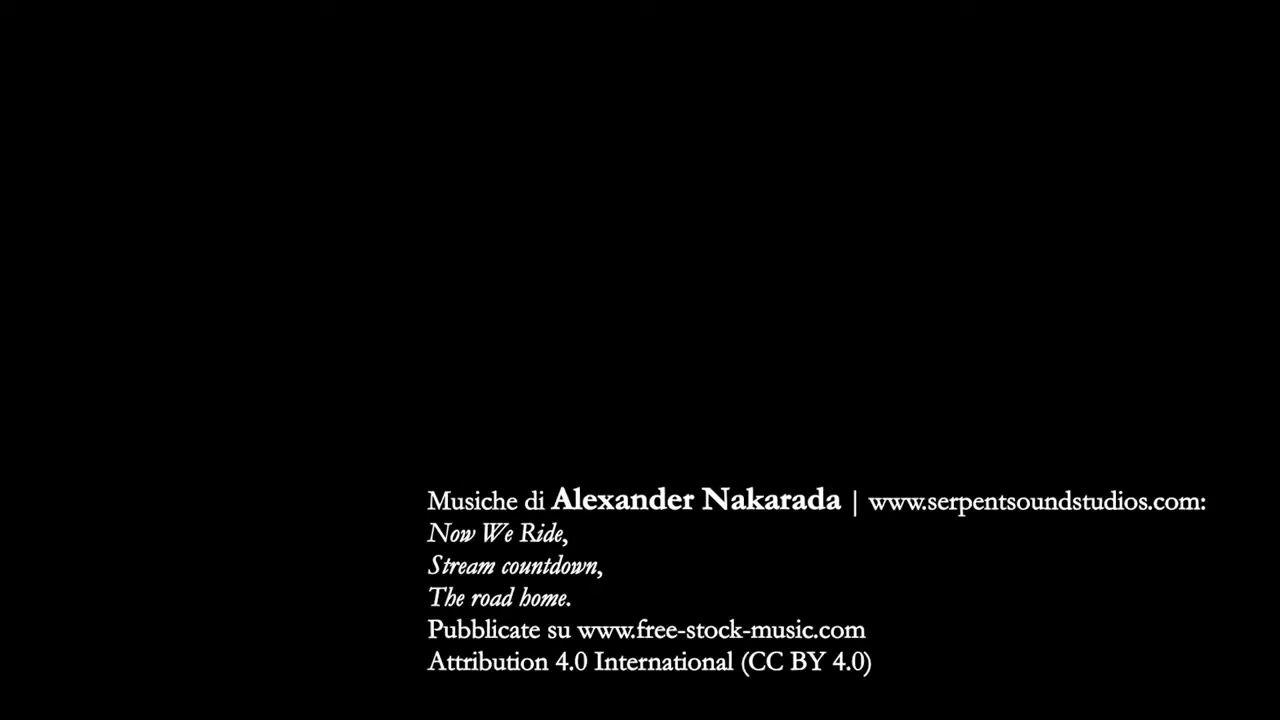 Musiche di Alexander Nakarada | www.serpentsoundstudios.com:
Now We Ride,
Stream countdown,
The road home.
Pubblicate su www.free-stock-music.com
Attribution 4.0 International (CC BY 4.0)